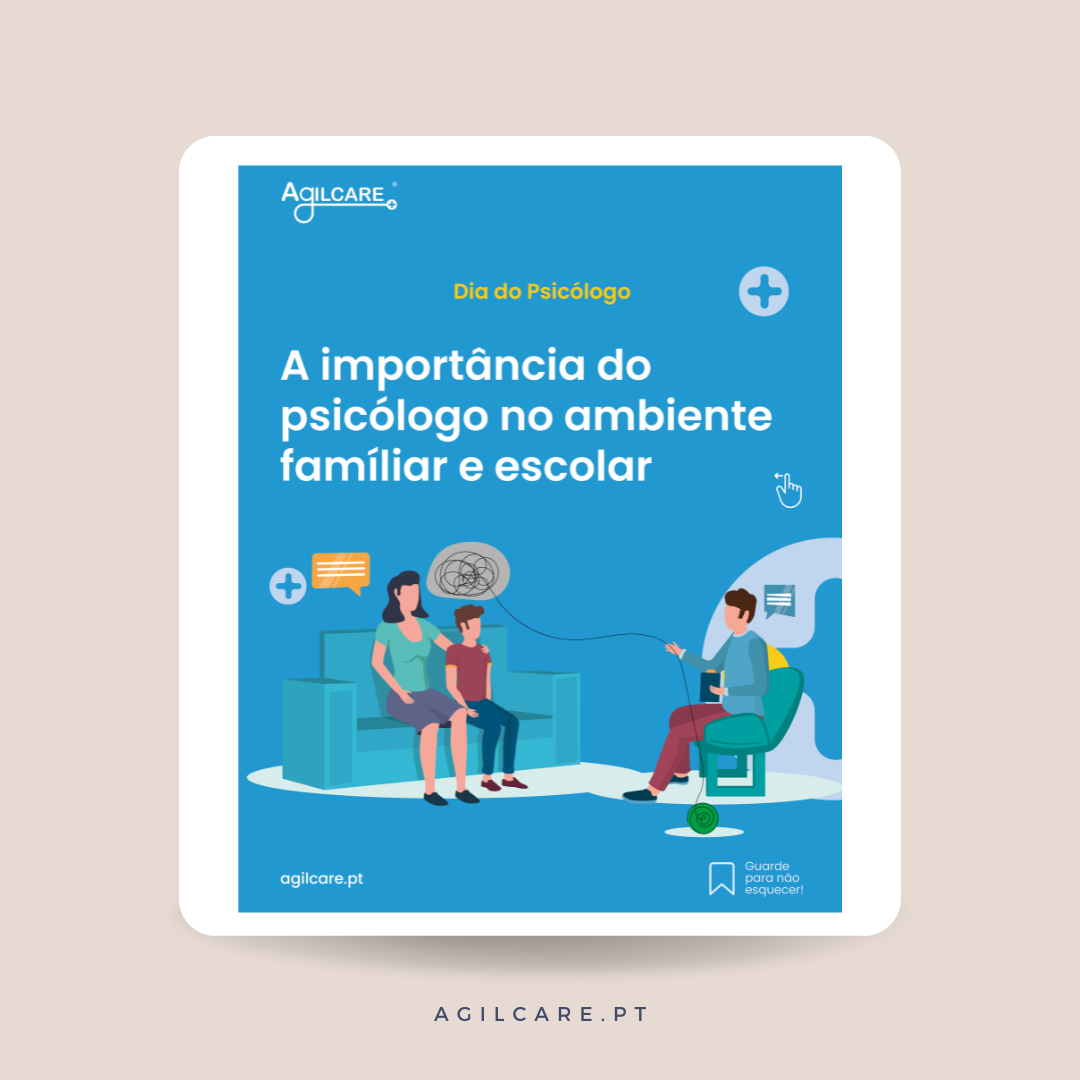 AGILCARE
Dia do Psicólogo
A importância do
psicólogo no ambiente
famíliar e escolar
agilcare.pt
Guarde
para não
esquecer!
AGILCARE.PT